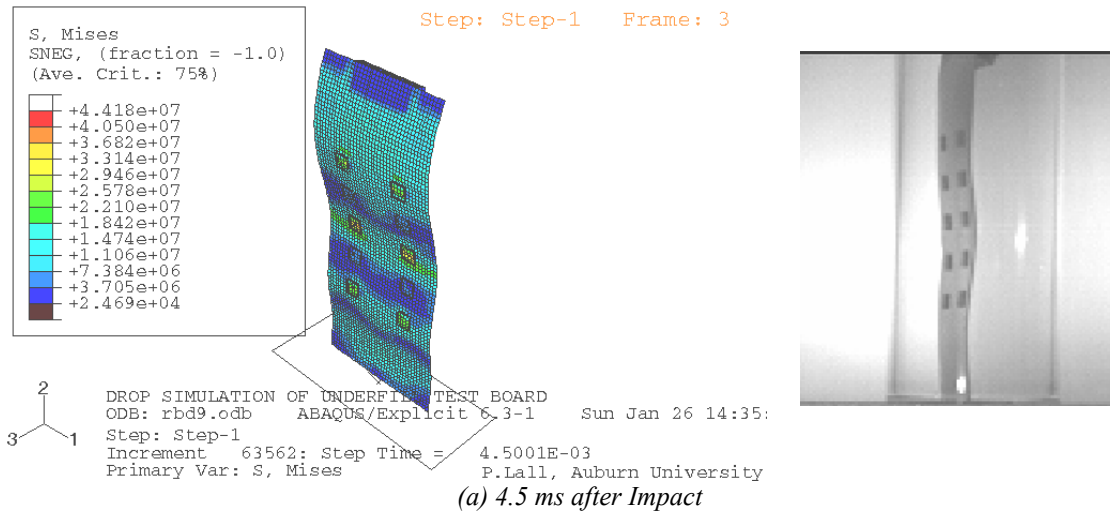 Step: Step-1 Frame: 3
S, Mises
SNEG, (fraction = -1.0)
(Ave. Crit.: 75%)
+4.418e+07
+4.050e+07
+3.682e+07
+3.314e+07
+2.946e+07
+2.578e+07
+2.210e+07
+1.842e+07
+1.474e+07
+1.106e+07
+7.384e+06
+3.705e+06
+2.469e+04
2
3
1
DROP SIMULATION OF UNDERFILL TEST BOARD
ODB: rbd9.odb ABAQUS/Explicit 6.3-1 Sun Jan 26 14:35:
Step: Step-1
Increment 63562: Step Time = 4.5001E-03
Primary Var: S, Mises P.Lall, Auburn University
(a) 4.5 ms after Impact